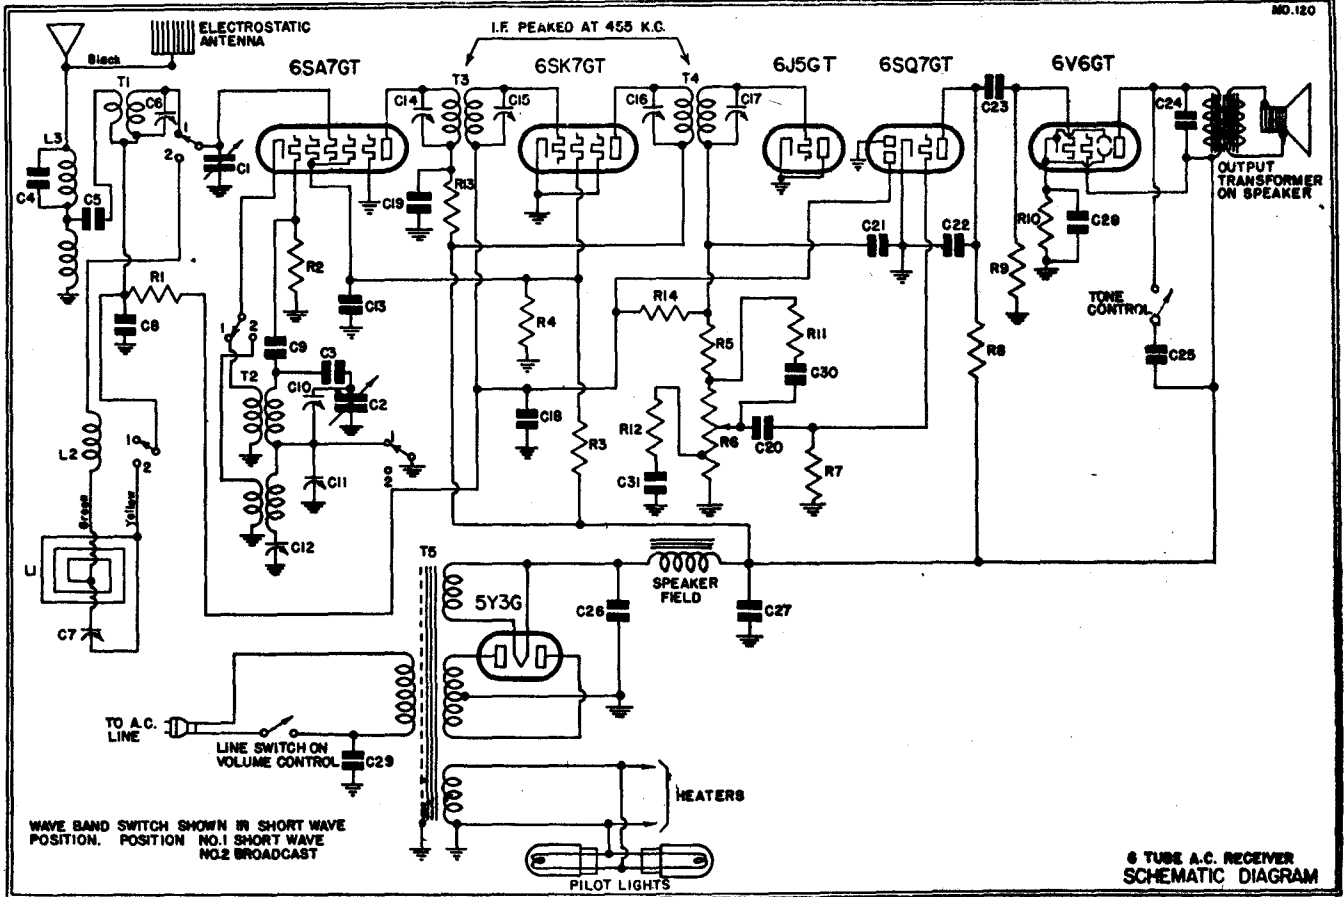 MO.120
ELECTROSTATIC
ANTENNA
Black
I.F. PEAKED AT 455 K.C.
6SA7GT
6SK7GT
6J5GT
6SQ7GT
6V6GT
T1
C6
1
2
T3
C14
C15
C16
T4
C17
C23
C24
L3
C4
C5
C1
C19
R13
OUTPUT
TRANSFORMER
ON SPEAKER
R2
C21
C22
R10
C28
R1
C8
C13
R4
R14
R9
TONE
CONTROL
1
2
C9
C3
R5
R11
R8
C25
T2
C10
C2
C30
C18
R12
R6
C20
R3
R7
L2
1
2
1
2
C11
C31
Green
Yellow
C12
T5
SPEAKER
FIELD
5Y3G
C26
C27
C7
TO A.C.
LINE
LINE SWITCH ON
VOLUME CONTROL
C29
HEATERS
WAVE BAND SWITCH SHOWN IN SHORT WAVE
POSITION. POSITION NO.1 SHORT WAVE
NO.2 BROADCAST
PILOT LIGHTS
6 TUBE A.C. RECEIVER
SCHEMATIC DIAGRAM